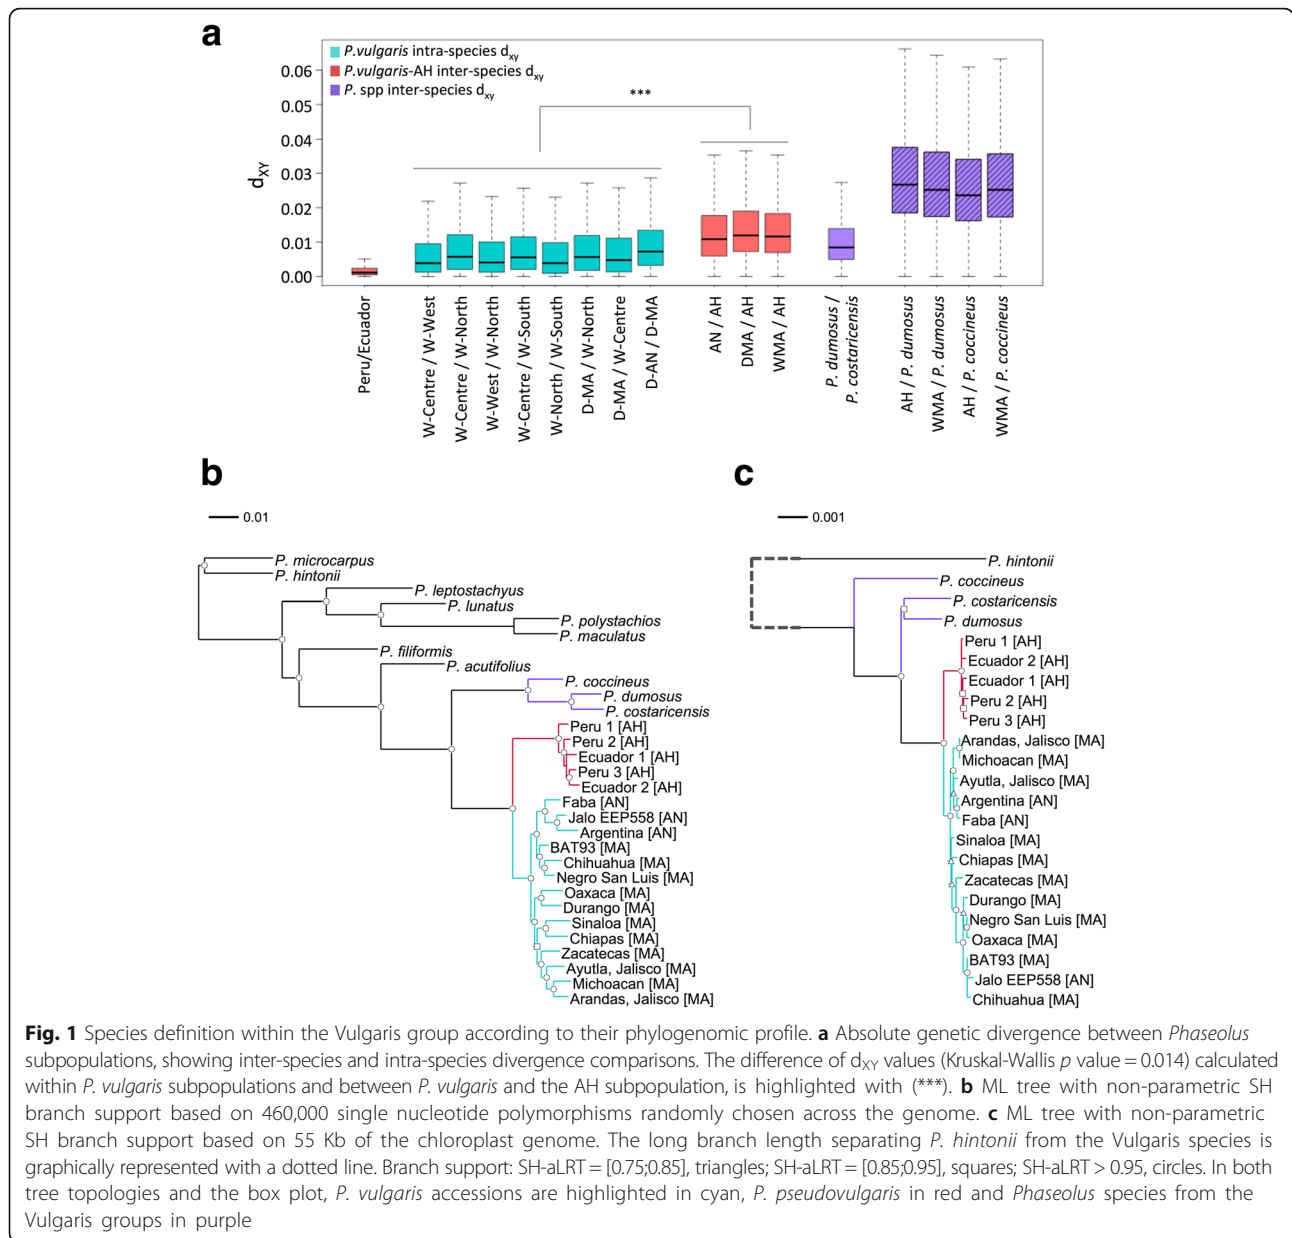 a
P.vulgaris intra-species dxy
P.vulgaris-AH inter-species dxy
P. spp inter-species dxy
***
dXY
0.06
0.05
0.04
0.03
0.02
0.01
0.00
Peru/Ecuador
W-Centre / W-West
W-Centre / W-North
W-West / W-North
W-Centre / W-South
W-North / W-South
D-MA / W-North
D-MA / W-Centre
D-AN / D-MA
AN / AH
DMA / AH
WMA / AH
P. dumosus /
P. costaricensis
AH / P. dumosus
WMA / P. dumosus
AH / P. coccineus
WMA / P. coccineus
b
0.01
P. microcarpus
P. hintonii
P. leptostachyus
P. lunatus
P. polystachios
P. maculatus
P. filiformis
P. acutifolius
P. coccineus
P. dumosus
P. costaricensis
Peru 1 [AH]
Peru 2 [AH]
Ecuador 1 [AH]
Peru 3 [AH]
Ecuador 2 [AH]
Faba [AN]
Jalo EEP558 [AN]
Argentina [AN]
BAT93 [MA]
Chihuahua [MA]
Negro San Luis [MA]
Oaxaca [MA]
Durango [MA]
Sinaloa [MA]
Chiapas [MA]
Zacatecas [MA]
Ayutla, Jalisco [MA]
Michoacan [MA]
Arandas, Jalisco [MA]
c
0.001
P. hintonii
P. coccineus
P. costaricensis
P. dumosus
Peru 1 [AH]
Ecuador 2 [AH]
Ecuador 1 [AH]
Peru 2 [AH]
Peru 3 [AH]
Arandas, Jalisco [MA]
Michoacan [MA]
Ayutla, Jalisco [MA]
Argentina [AN]
Faba [AN]
Sinaloa [MA]
Chiapas [MA]
Zacatecas [MA]
Durango [MA]
Negro San Luis [MA]
Oaxaca [MA]
BAT93 [MA]
Jalo EEP558 [AN]
Chihuahua [MA]
Fig. 1 Species definition within the Vulgaris group according to their phylogenomic profile. a Absolute genetic divergence between Phaseolus
subpopulations, showing inter-species and intra-species divergence comparisons. The difference of dXY values (Kruskal-Wallis p value = 0.014) calculated
within P. vulgaris subpopulations and between P. vulgaris and the AH subpopulation, is highlighted with (***). b ML tree with non-parametric SH
branch support based on 460,000 single nucleotide polymorphisms randomly chosen across the genome. c ML tree with non-parametric
SH branch support based on 55 Kb of the chloroplast genome. The long branch length separating P. hintonii from the Vulgaris species is
graphically represented with a dotted line. Branch support: SH-aLRT = [0.75;0.85], triangles; SH-aLRT = [0.85;0.95], squares; SH-aLRT > 0.95, circles. In both
tree topologies and the box plot, P. vulgaris accessions are highlighted in cyan, P. pseudovulgaris in red and Phaseolus species from the
Vulgaris groups in purple